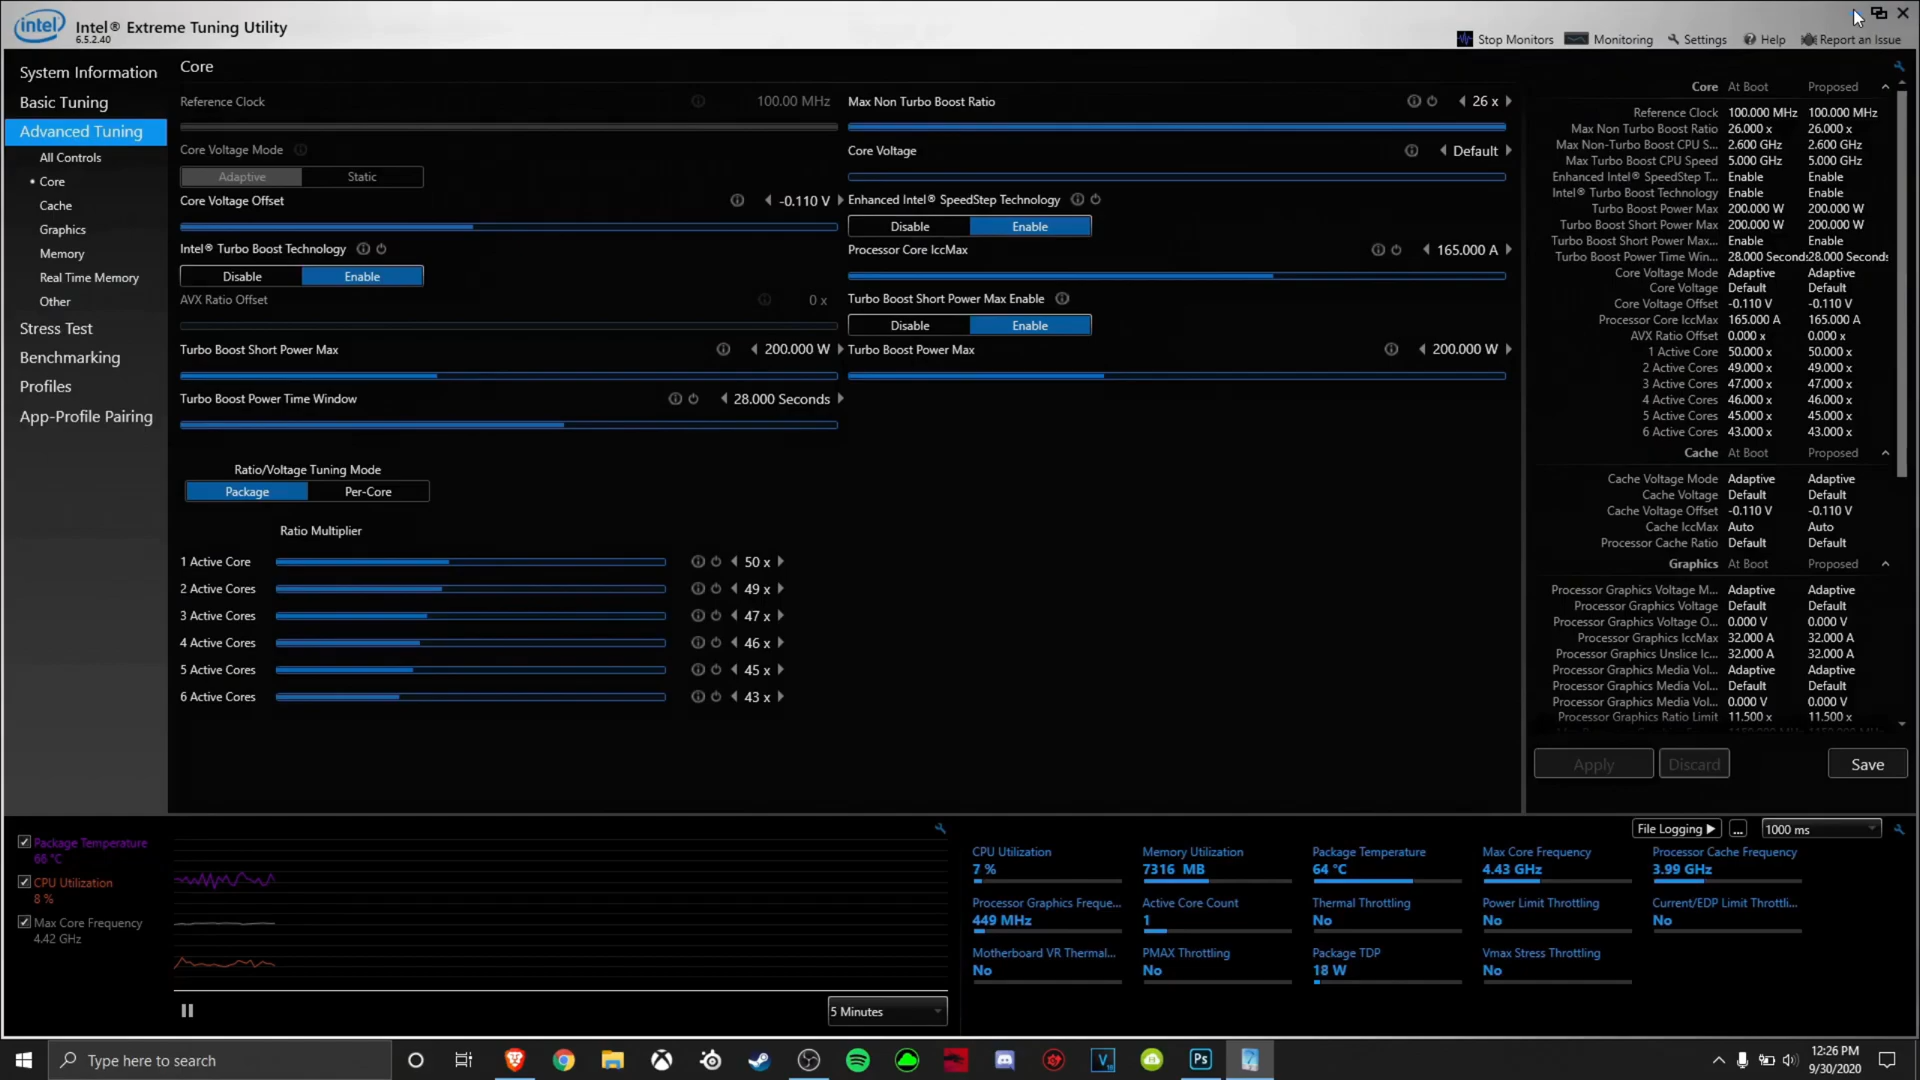 intel Intel® Extreme Tuning Utility
6.5.2.40
Stop Monitors Monitoring Settings Help Report an Issue
System Information
Basic Tuning
Advanced Tuning
All Controls
• Core
Cache
Graphics
Memory
Real Time Memory
Other
Stress Test
Benchmarking
Profiles
App-Profile Pairing
Core
Reference Clock 100.00 MHz
Core Voltage Mode
Adaptive Static
Core Voltage Offset -0.110 V
Intel® Turbo Boost Technology
Disable Enable
AVX Ratio Offset 0 x
Turbo Boost Short Power Max 200.000 W
Turbo Boost Power Time Window 28.000 Seconds
Max Non Turbo Boost Ratio 26 x
Core Voltage Default
Enhanced Intel® SpeedStep Technology
Disable Enable
Processor Core IccMax 165.000 A
Turbo Boost Short Power Max Enable
Disable Enable
Turbo Boost Power Max 200.000 W
Ratio/Voltage Tuning Mode
Package Per-Core
Ratio Multiplier
1 Active Core 50 x
2 Active Cores 49 x
3 Active Cores 47 x
4 Active Cores 46 x
5 Active Cores 45 x
6 Active Cores 43 x
Core At Boot Proposed
Reference Clock 100.000 MHz 100.000 MHz
Max Non Turbo Boost Ratio 26.000 x 26.000 x
Max Non-Turbo Boost CPU S... 2.600 GHz 2.600 GHz
Max Turbo Boost CPU Speed 5.000 GHz 5.000 GHz
Enhanced Intel® SpeedStep T... Enable Enable
Intel® Turbo Boost Technology Enable Enable
Turbo Boost Power Max 200.000 W 200.000 W
Turbo Boost Short Power Max 200.000 W 200.000 W
Turbo Boost Short Power Max... Enable Enable
Turbo Boost Power Time Win... 28.000 Seconds 28.000 Seconds
Core Voltage Mode Adaptive Adaptive
Core Voltage Default Default
Core Voltage Offset -0.110 V -0.110 V
Processor Core IccMax 165.000 A 165.000 A
AVX Ratio Offset 0.000 x 0.000 x
1 Active Core 50.000 x 50.000 x
2 Active Cores 49.000 x 49.000 x
3 Active Cores 47.000 x 47.000 x
4 Active Cores 46.000 x 46.000 x
5 Active Cores 45.000 x 45.000 x
6 Active Cores 43.000 x 43.000 x
Cache At Boot Proposed
Cache Voltage Mode Adaptive Adaptive
Cache Voltage Default Default
Cache Voltage Offset -0.110 V -0.110 V
Cache IccMax Auto Auto
Processor Cache Ratio Default Default
Graphics At Boot Proposed
Processor Graphics Voltage M... Adaptive Adaptive
Processor Graphics Voltage Default Default
Processor Graphics Voltage O... 0.000 V 0.000 V
Processor Graphics IccMax 32.000 A 32.000 A
Processor Graphics Unslice Ic... 32.000 A 32.000 A
Processor Graphics Media Vol... Adaptive Adaptive
Processor Graphics Media Vol... Default Default
Processor Graphics Media Vol... 0.000 V 0.000 V
Processor Graphics Ratio Limit 11.500 x 11.500 x
Apply Discard Save
Package Temperature
66 °C
CPU Utilization
8 %
Max Core Frequency
4.42 GHz
5 Minutes
File Logging ... 1000 ms
CPU Utilization Memory Utilization Package Temperature Max Core Frequency Processor Cache Frequency
7 % 7316 MB 64 °C 4.43 GHz 3.99 GHz
Processor Graphics Freque... Active Core Count Thermal Throttling Power Limit Throttling Current/EDP Limit Throttli...
449 MHz 1 No No No
Motherboard VR Thermal... PMAX Throttling Package TDP Vmax Stress Throttling
No No 18 W No
Type here to search
Ps
12:26 PM
9/30/2020